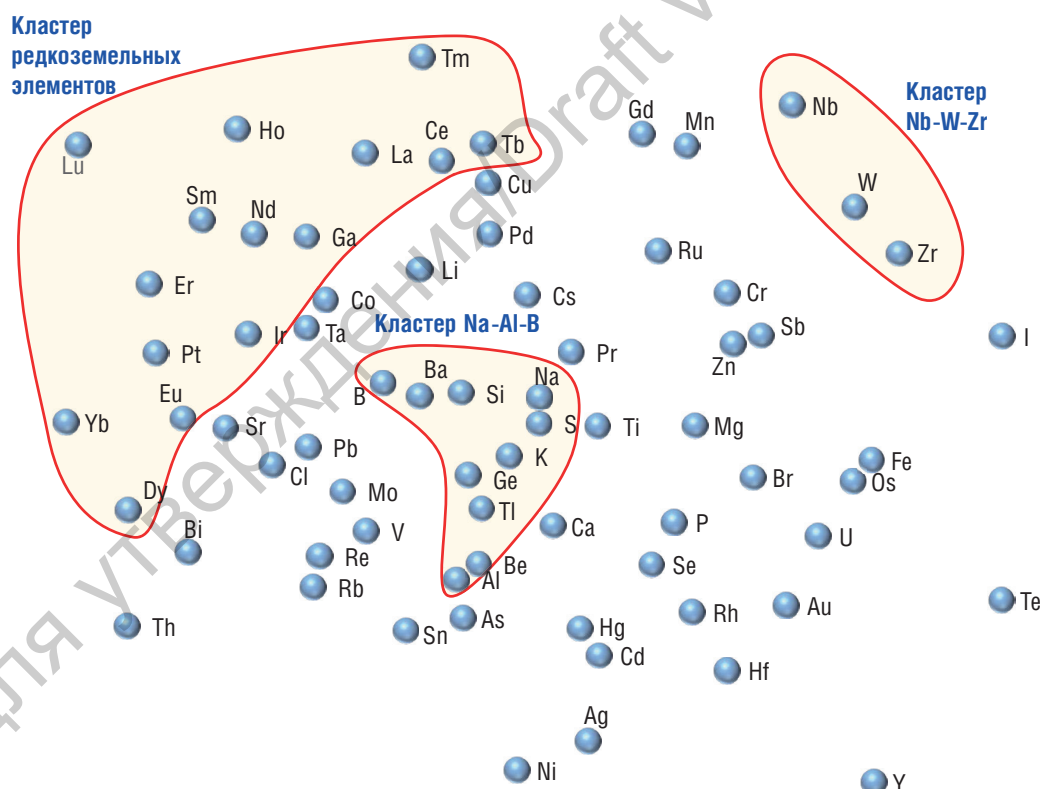 Кластер
редкоземельных
элементов
Tm
Nb
Кластер
Nb-W-Zr
Gd
Mn
Ho
Lu
La
Ce
Tb
Cu
W
Sm
Nd
Ga
Pd
Ru
Zr
Er
Li
Co
Cs
Cr
Ir
Ta
Кластер Na-Al-B
Sb
Zn
I
Pt
Pr
B
Ba
Si
Na
Yb
Eu
Sr
S
Ti
Mg
Pb
Cl
K
Ge
Fe
Os
Br
Dy
Mo
Tl
Bi
V
Ca
P
U
Re
Rb
Be
Al
Se
Th
Sn
As
Hg
Cd
Rh
Au
Te
Hf
Ag
Ni
Y
для утверждения/Draft